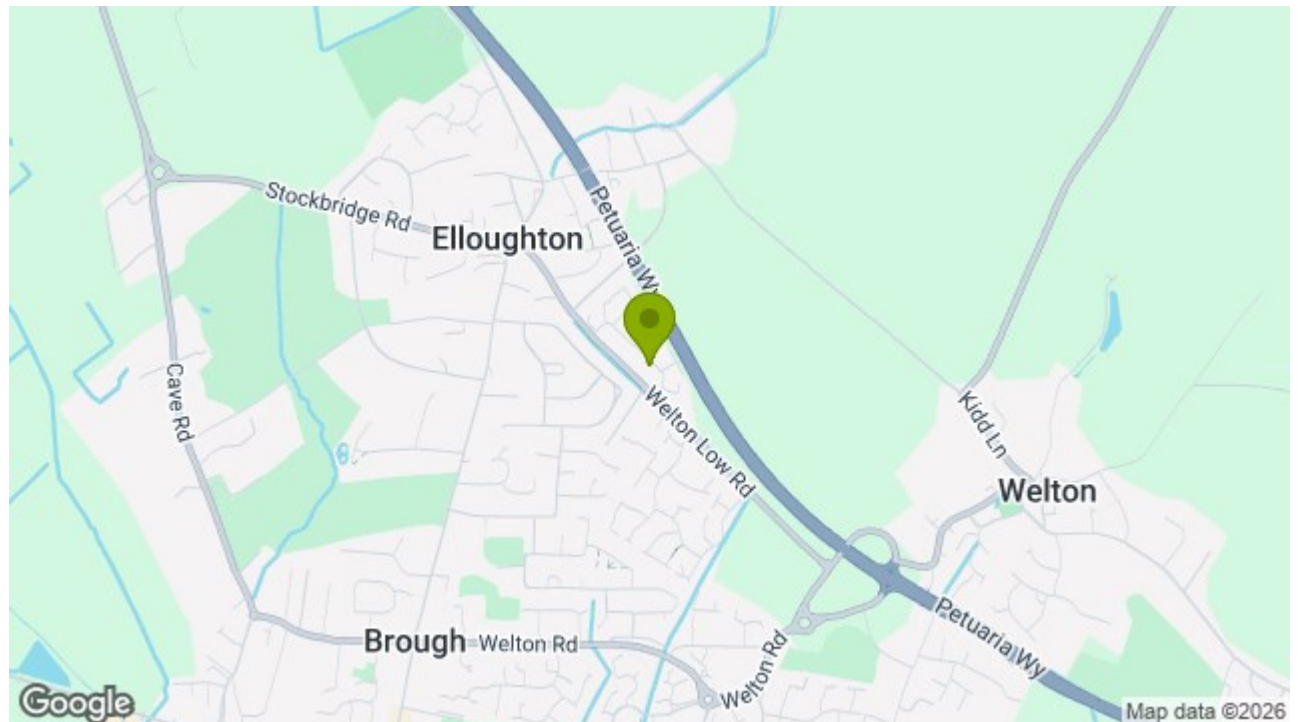 Stockbridge Rd
Elloughton
Petuaria Wy
Cave Rd
Welton Low Rd
Kidd Ln
Welton
Brough
Welton Rd
Welton Rd
Petuaria Wy
Google
Map data ©2026